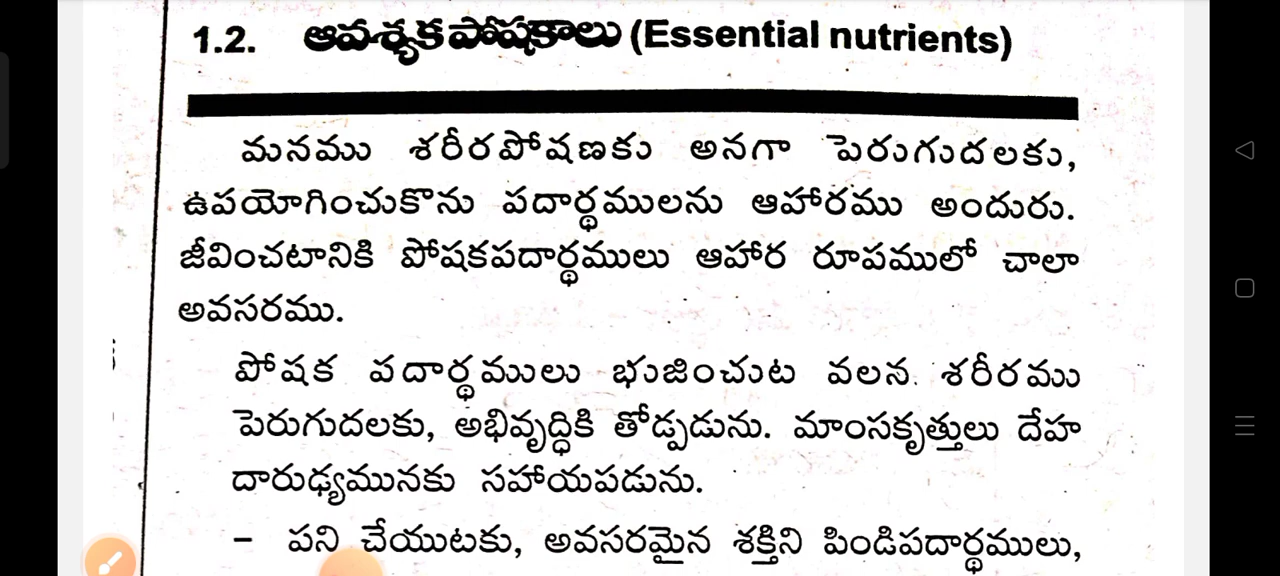 1.2. ఆవశ్యక పోషకాలు (Essential nutrients)
మనము శరీరపోషణకు అనగా పెరుగుదలకు,
ఉపయోగించుకొను పదార్థములను ఆహారము అందురు.
జీవించటానికి పోషకపదార్థములు ఆహార రూపములో చాలా
అవసరము.
పోషక పదార్థములు భుజించుట వలన శరీరము
పెరుగుదలకు, అభివృద్ధికి తోడ్పడును. మాంసకృత్తులు దేహ
దారుఢ్యమునకు సహాయపడును.
– పని చేయుటకు, అవసరమైన శక్తిని పిండిపదార్థములు,